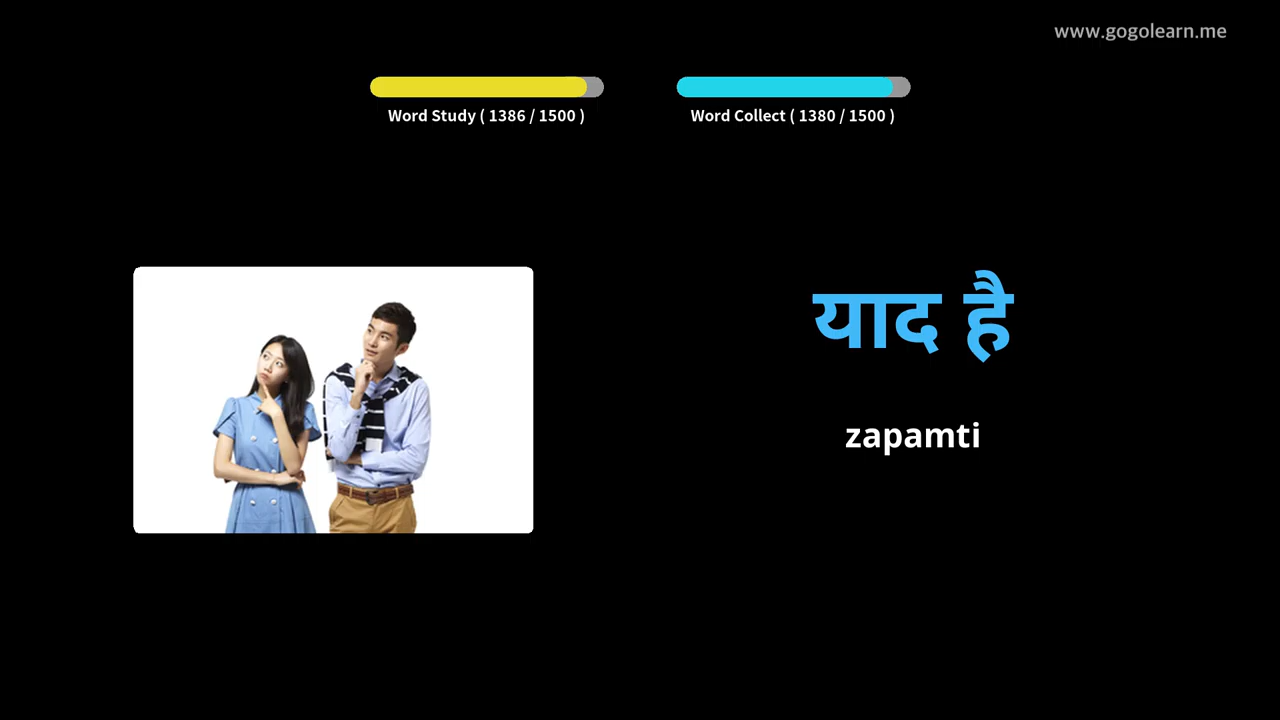 www.gogolearn.me
Word Study ( 1386 / 1500 )
Word Collect ( 1380 / 1500 )
याद है
zapamti